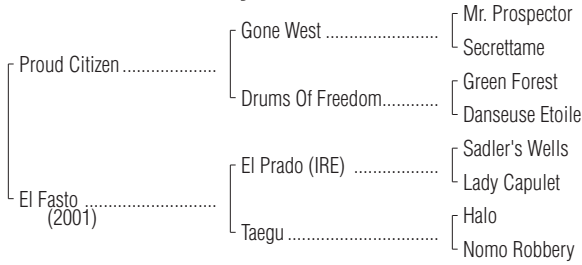 Mr. Prospector
Gone West ....................
Secrettame
Proud Citizen ....................
Green Forest
Drums Of Freedom............
Danseuse Etoile
Sadler's Wells
El Prado (IRE) ...............
Lady Capulet
El Fasto ........................
(2001)
Halo
Taegu ...........................
Nomo Robbery